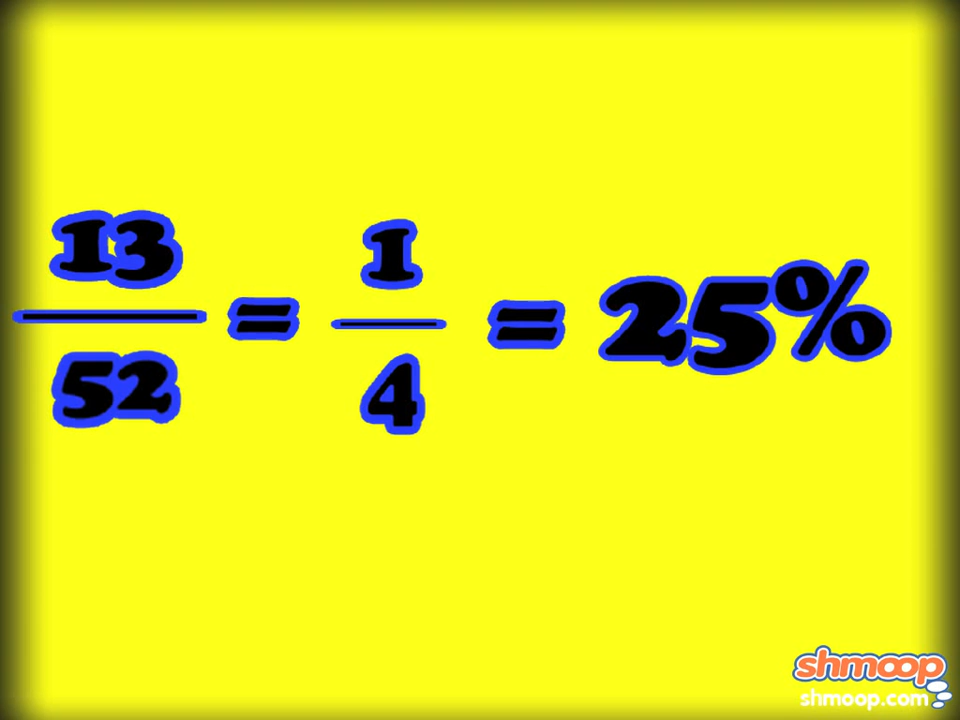 13/52 = 1/4 = 25%
shmoop
shmoop.com